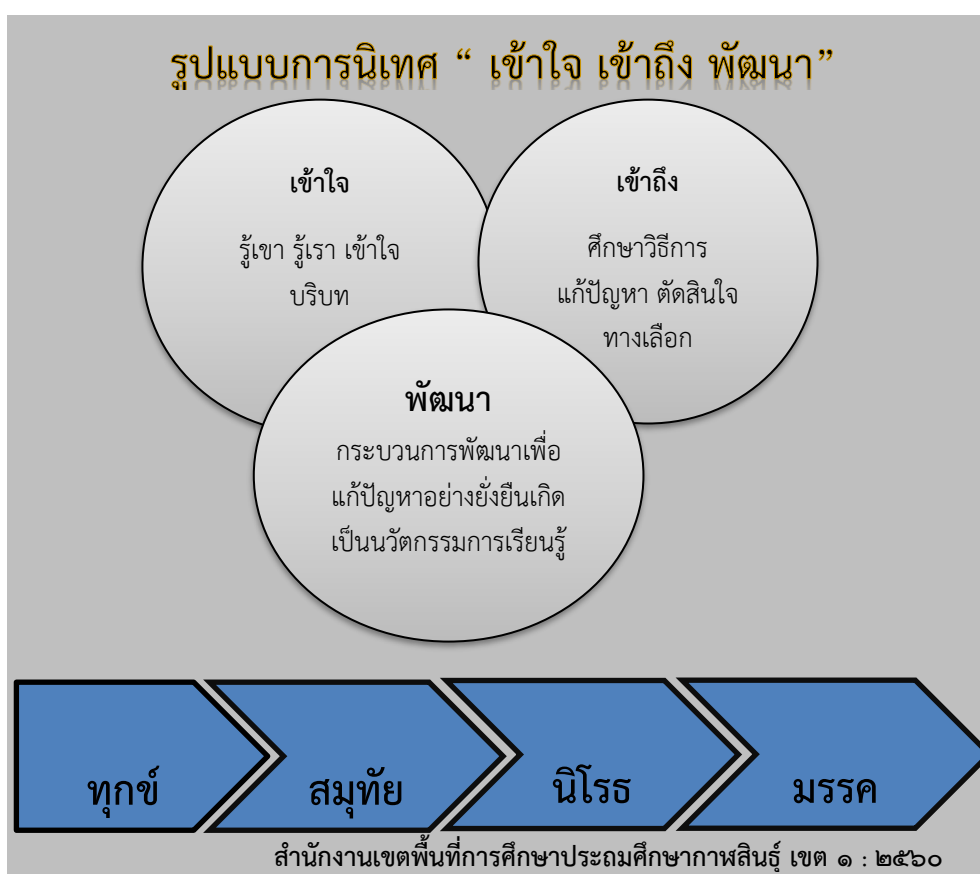 รูปแบบการนิเทศ “ เข้าใจ เข้าถึง พัฒนา”
เข้าใจ
รู้เขา รู้เรา เข้าใจ
บริบท
เข้าถึง
ศึกษาวิธีการ
แก้ปัญหา ตัดสินใจ
ทางเลือก
พัฒนา
กระบวนการพัฒนาเพื่อ
แก้ปัญหาอย่างยั่งยืนเกิด
เป็นนวัตกรรมการเรียนรู้
ทุกข์
สมุทัย
นิโรธ
มรรค
สำนักงานเขตพื้นที่การศึกษาประถมศึกษากาฬสินธุ์ เขต ๑ : ๒๕๖๐